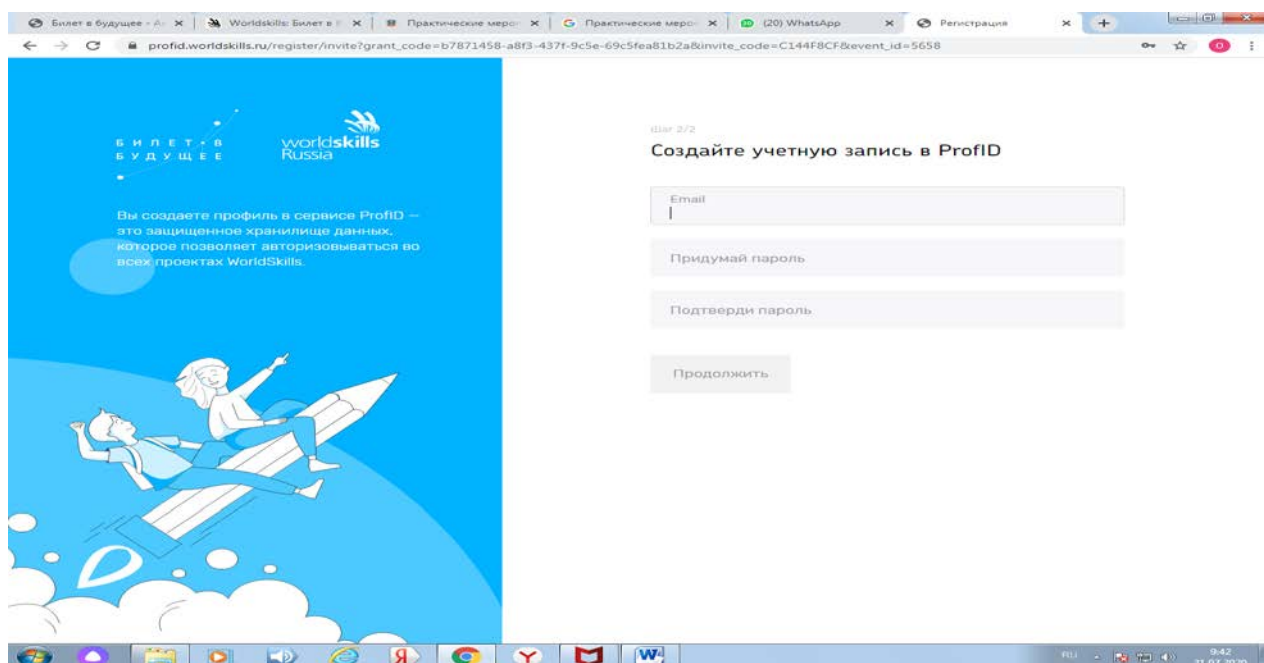 Билет в будущее - А
Worldskills: Билет в
Практические меро
Практические меро
(20) WhatsApp
Регистрация
profid.worldskills.ru/register/invite?grant_code=b7871458-a8f3-437f-9c5e-69c5fea81b2a&invite_code=C144F8CF&event_id=5658
БИЛЕТ В
БУДУЩЕЕ
worldskills
Russia
Вы создаете профиль в сервисе ProfID –
это защищенное хранилище данных,
которое позволяет авторизовываться во
всех проектах WorldSkills.
Шаг 2/2
Создайте учетную запись в ProfID
Email
Придумай пароль
Подтверди пароль
Продолжить
RU
9:42